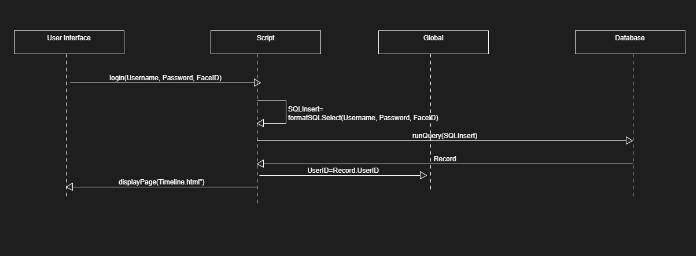 User Interface
Script
Global
Database
login(Username, Password, FaceID)
SQLInsert=
formatSQLSelect(Username, Password, FaceID)
runQuery(SQLInsert)
Record
UserID=Record.UserID
displayPage(Timeline.html")